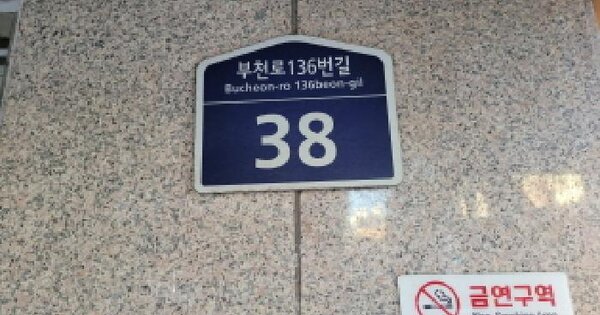 부천로136번길
Bucheon-ro 136beon-gil
38
금연구역